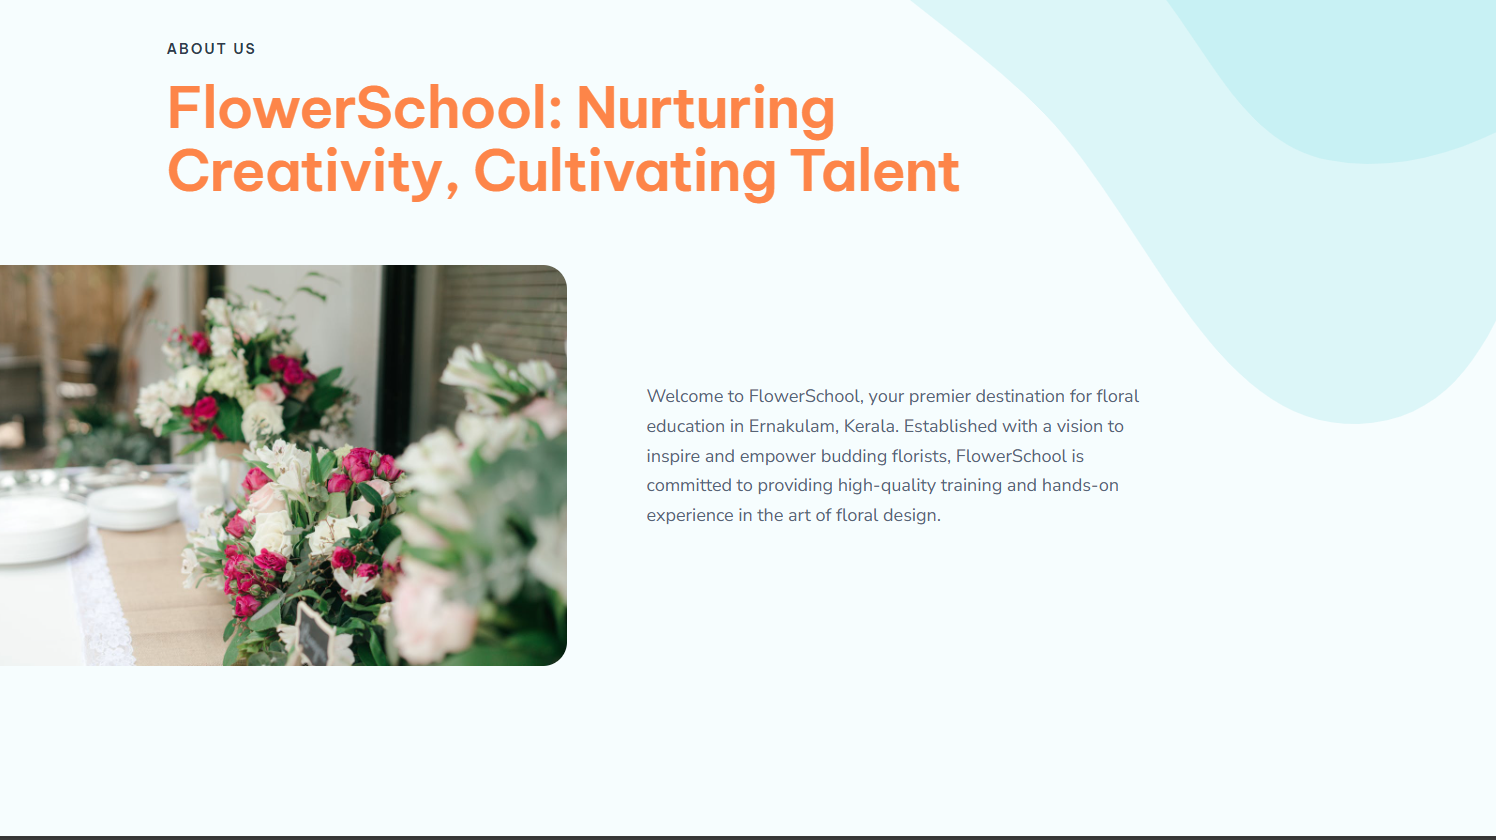 ABOUT US
FlowerSchool: Nurturing
Creativity, Cultivating Talent
Welcome to FlowerSchool, your premier destination for floral
education in Ernakulam, Kerala. Established with a vision to
inspire and empower budding florists, FlowerSchool is
committed to providing high-quality training and hands-on
experience in the art of floral design.